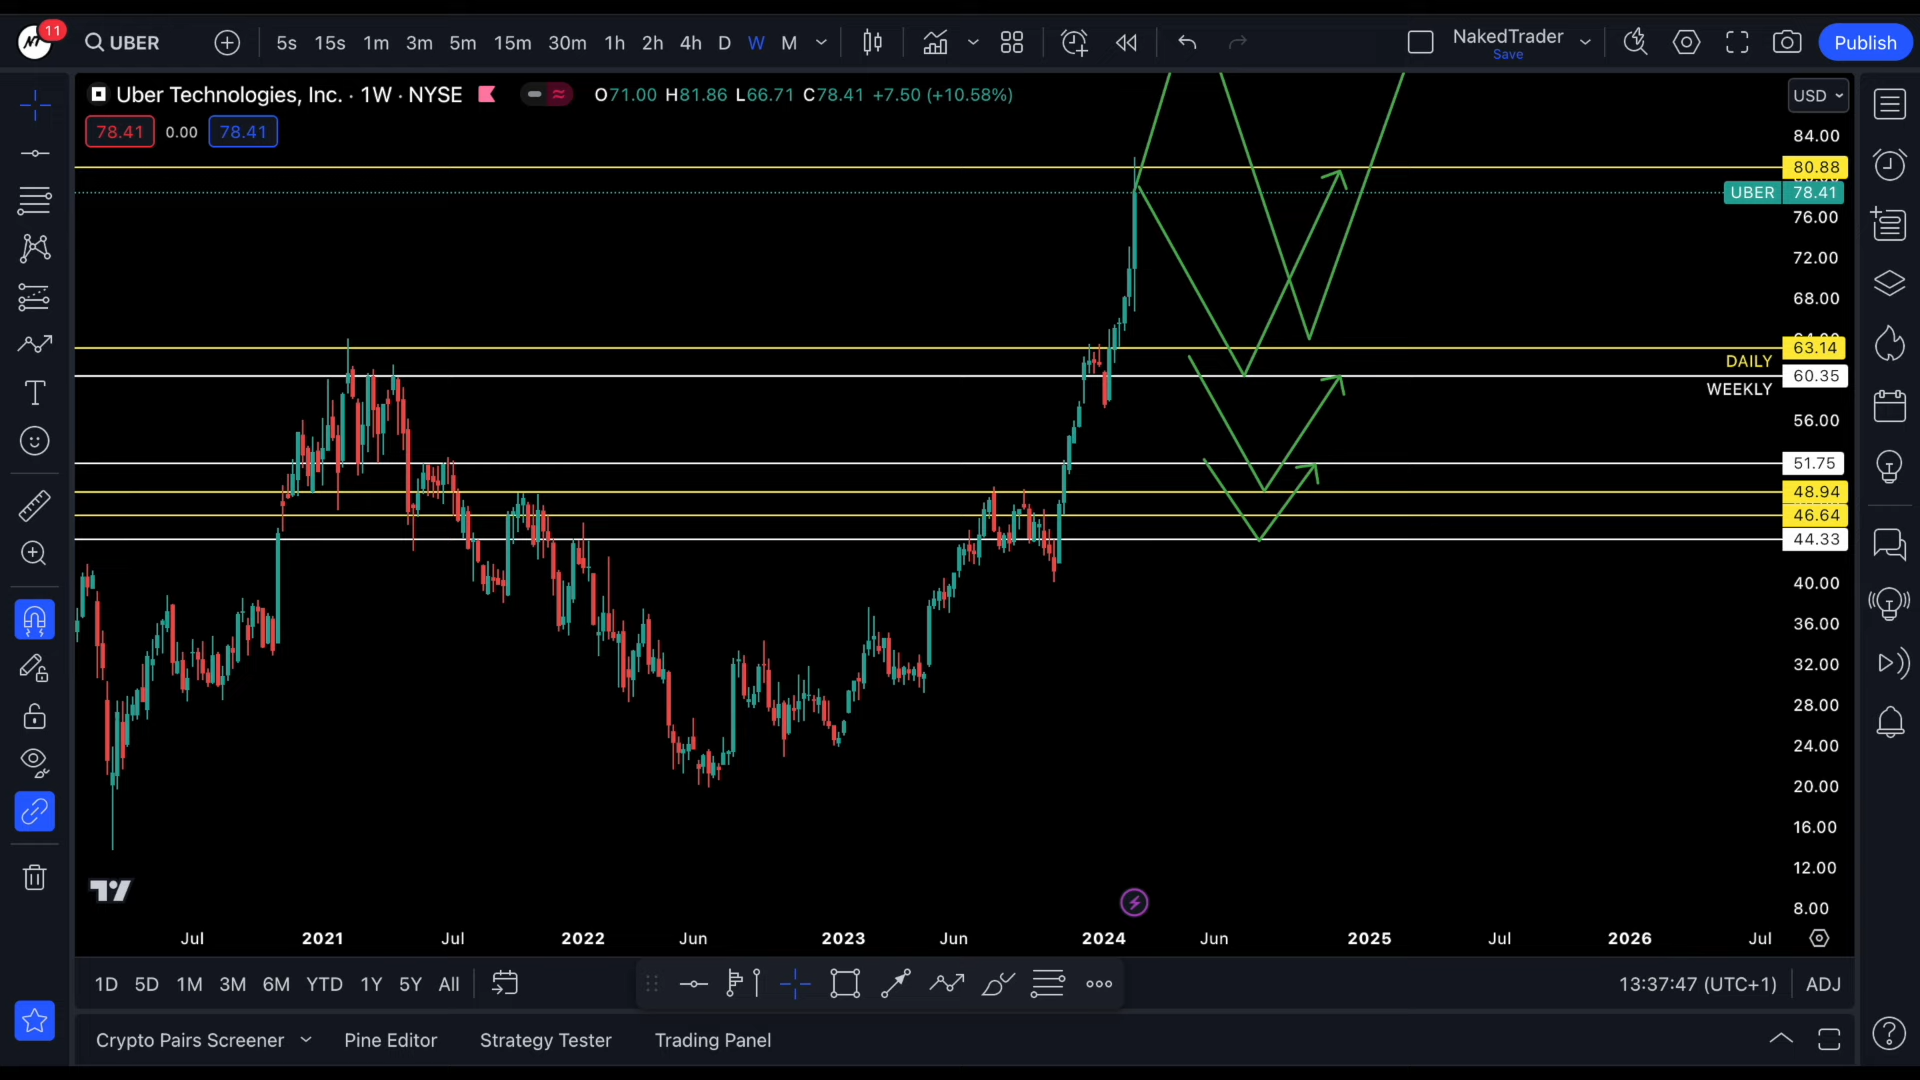 11
UBER
5s 15s 1m 3m 5m 15m 30m 1h 2h 4h D W M
NakedTrader
Save
Publish
Uber Technologies, Inc. · 1W · NYSE
O71.00 H81.86 L66.71 C78.41 +7.50 (+10.58%)
USD
78.41 0.00 78.41
84.00
80.88
UBER 78.41
76.00
72.00
68.00
63.14
DAILY
60.35
WEEKLY
56.00
51.75
48.94
46.64
44.33
40.00
36.00
32.00
28.00
24.00
20.00
16.00
12.00
8.00
Jul 2021 Jul 2022 Jun 2023 Jun 2024 Jun 2025 Jul 2026 Jul
1D 5D 1M 3M 6M YTD 1Y 5Y All
13:37:47 (UTC+1) ADJ
Crypto Pairs Screener Pine Editor Strategy Tester Trading Panel